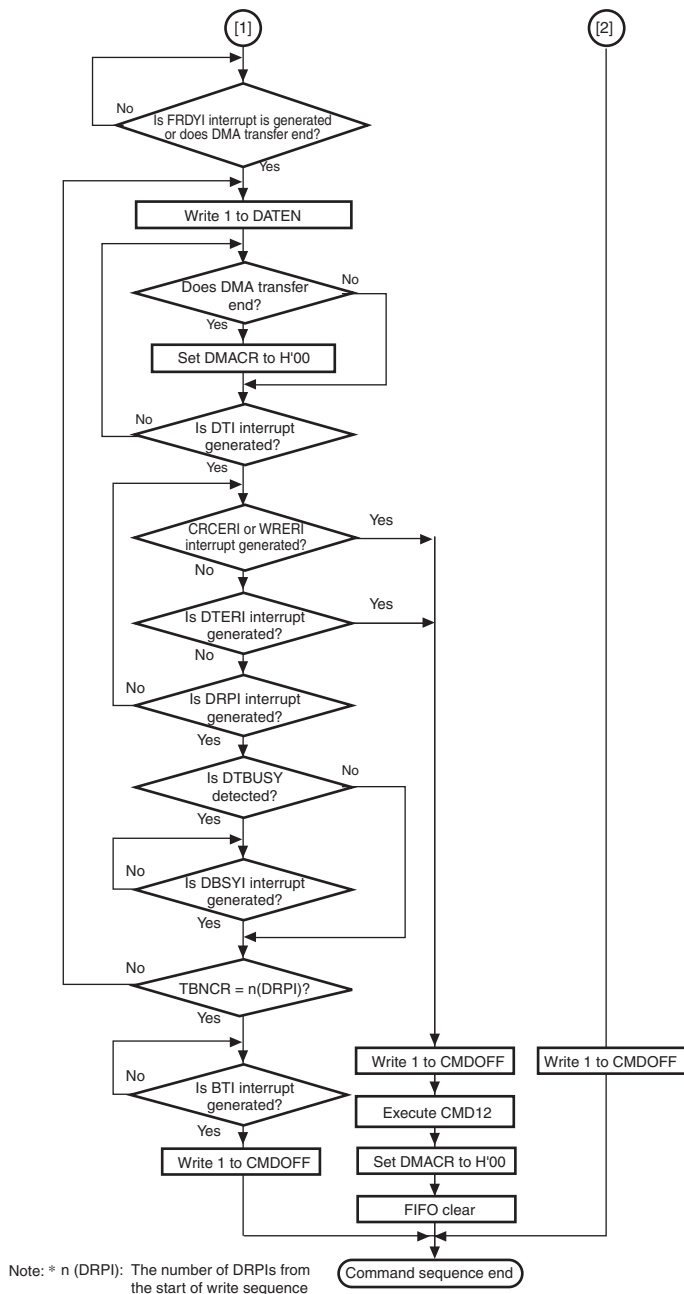 [1]
[2]
No
Is FRDYI interrupt is generated
or does DMA transfer end?
Yes
Write 1 to DATEN
Does DMA transfer
end?
No
Yes
Set DMACR to H'00
No
Is DTI interrupt
generated?
Yes
CRCERI or WRERI
interrupt generated?
Yes
No
Is DTERI interrupt
generated?
Yes
No
No
Is DRPI interrupt
generated?
Yes
Is DTBUSY
detected?
No
Yes
No
Is DBSYI interrupt
generated?
Yes
No
TBNCR = n(DRPI)?
Yes
No
Is BTI interrupt
generated?
Yes
Write 1 to CMDOFF
Write 1 to CMDOFF
Execute CMD12
Set DMACR to H'00
FIFO clear
Write 1 to CMDOFF
Command sequence end
Note: * n (DRPI): The number of DRPIs from
the start of write sequence